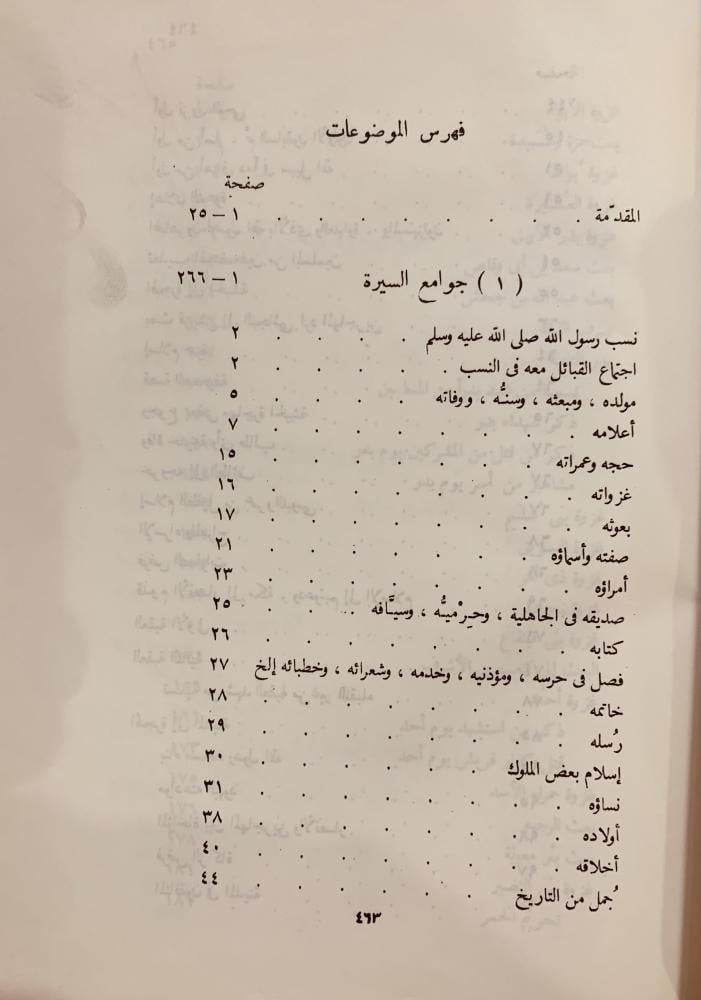 فهرس الموضوعات
صفحة
المقدّمة . . . . . . . . ١ – ٢٥
( ١ ) جوامع السيرة ١ – ٢٦٦
نسب رسول الله صلى الله عليه وسلم . . . . ٢
اجتماع القبائل معه فى النسب . . . . . ٢
مولده ، ومبعثه ، وسنُّه ، ووفاته . . . . ٥
أعلامه . . . . . . . . ٧
حجه وعمراته . . . . . . . ١٥
غزواته . . . . . . . . ١٦
بعوثه . . . . . . . . ١٧
صفته وأسماؤه . . . . . . . ٢١
أمراؤه . . . . . . . . ٢٣
صديقه فى الجاهلية ، وحِرْميُّه ، وسيَّافه . . . ٢٥
كتابه . . . . . . . . ٢٦
فصل فى حرسه ، ومؤذنيه ، وخدمه ، وشعرائه ، وخطبائه إلخ ٢٧
خاتمه . . . . . . . . ٢٨
رُسله . . . . . . . . ٢٩
إسلام بعض الملوك . . . . . . ٣٠
نساؤه . . . . . . . . ٣١
أولاده . . . . . . . . ٣٨
أخلاقه . . . . . . . . ٤٠
جُمل من التاريخ . . . . . . ٤٤
٤٦٣